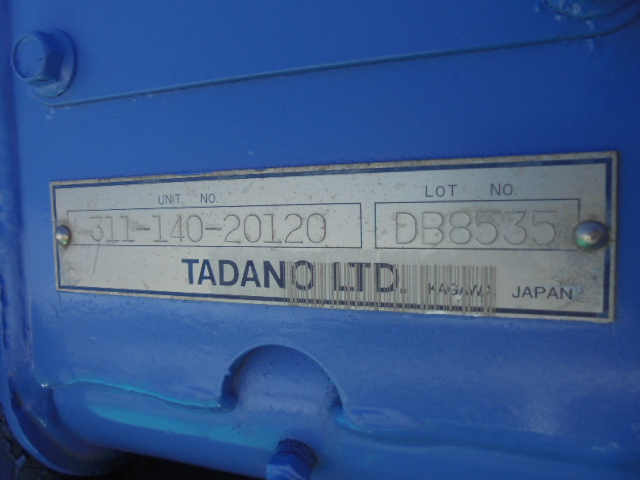 UNIT NO. LOT NO.
311-140-20120 DB8535
TADANO LTD. KAGAWA JAPAN